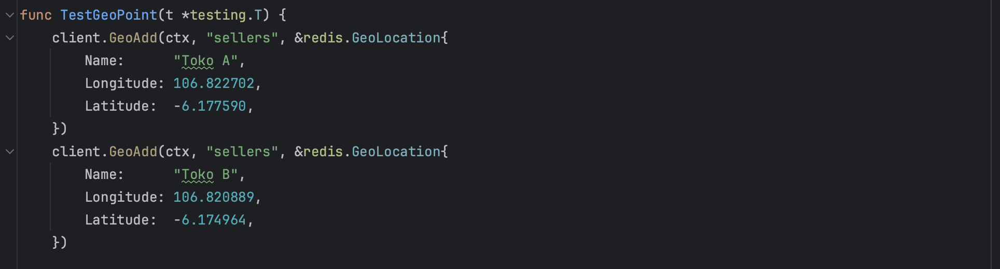 func TestGeoPoint(t *testing.T) {
    client.GeoAdd(ctx, "sellers", &redis.GeoLocation{
        Name:      "Toko A",
        Longitude: 106.822702,
        Latitude:  -6.177590,
    })
    client.GeoAdd(ctx, "sellers", &redis.GeoLocation{
        Name:      "Toko B",
        Longitude: 106.820889,
        Latitude:  -6.174964,
    })